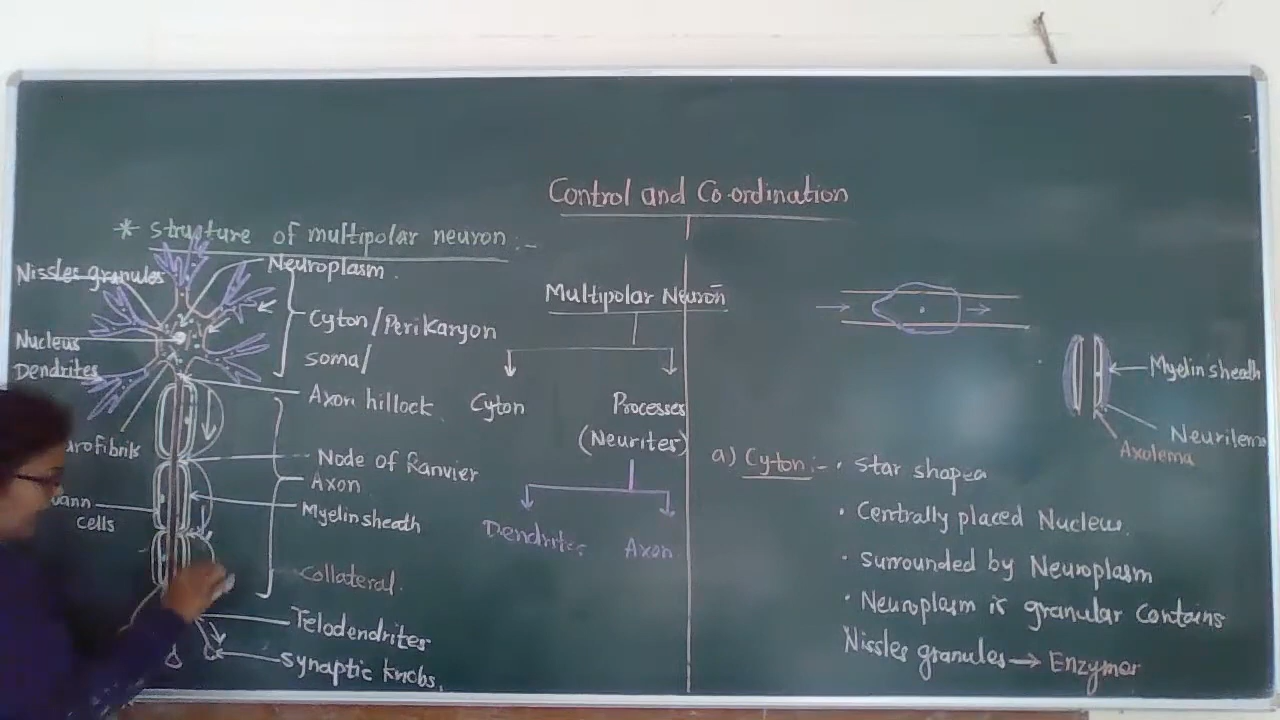 Control and Co-ordination
* Structure of multipolar neuron:-
Nissles granules
Neuroplasm
Cyton/Perikaryon
soma/
Nucleus
Dendrites
Axon hillock
Node of Ranvier
Axon
Myelin sheath
cells
Collateral
Telodendrites
Synaptic knobs.
Multipolar Neuron
Cyton
Processes
(Neurites)
Dendrites
Axon
Myelin sheath
Neurilema
Axolema
a) Cyton:- · Star shaped
· Centrally placed Nucleus.
· Surrounded by Neuroplasm
· Neuroplasm is granular contains
Nissles granules → Enzymes